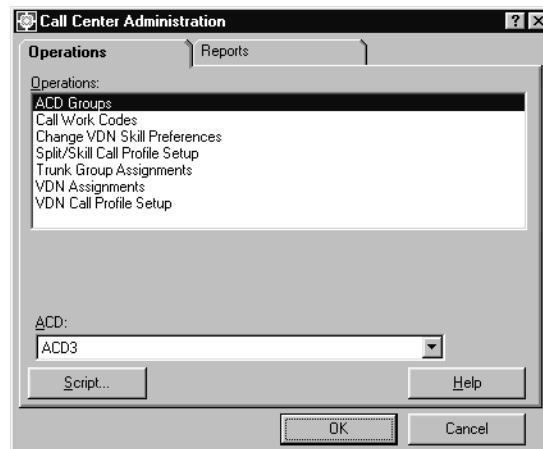 Call Center Administration
Operations Reports
Operations:
ACD Groups
Call Work Codes
Change VDN Skill Preferences
Split/Skill Call Profile Setup
Trunk Group Assignments
VDN Assignments
VDN Call Profile Setup
ACD:
ACD3
Script... Help
OK Cancel